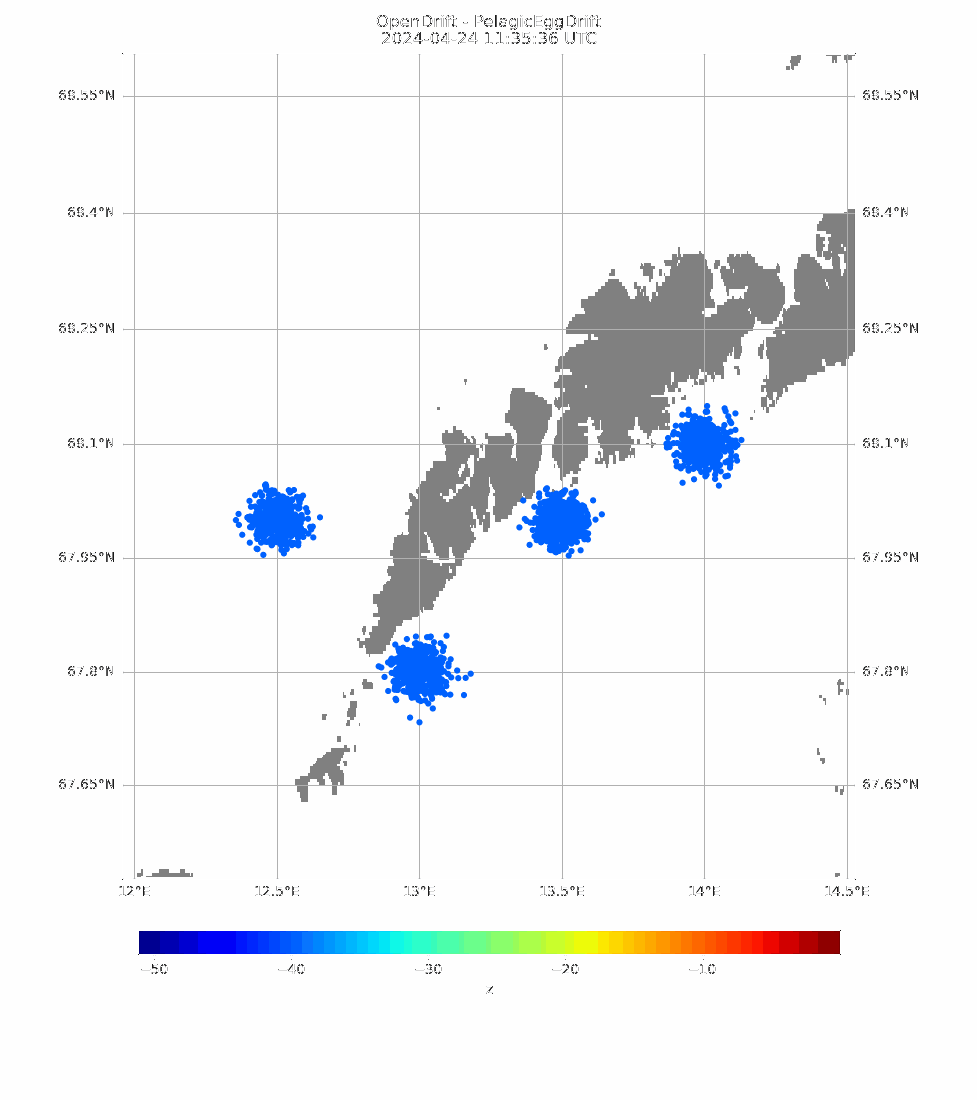 OpenDrift - PelagicEggDrift
2024-04-24 11:35:36 UTC
68.55°N 68.55°N
68.4°N 68.4°N
68.25°N 68.25°N
68.1°N 68.1°N
67.95°N 67.95°N
67.8°N 67.8°N
67.65°N 67.65°N
12°E 12.5°E 13°E 13.5°E 14°E 14.5°E
−50 −40 −30 −20 −10
z